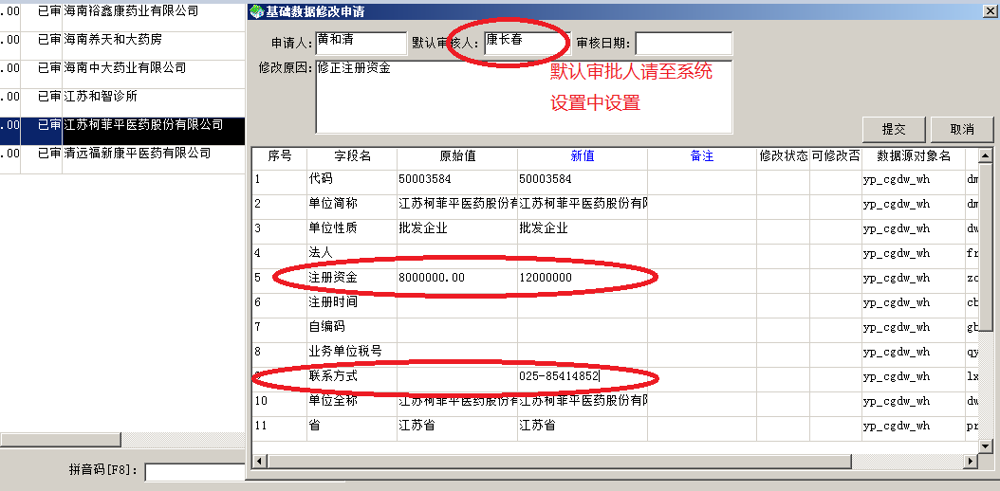 .00 已审 海南裕鑫康药业有限公司
.00 已审 海南养天和大药房
.00 已审 海南中大药业有限公司
.00 已审 江苏和智诊所
.00 已审 江苏柯菲平医药股份有限公司
.00 已审 清远福新康平医药有限公司
拼音码[F8]:
基础数据修改申请
申请人: 黄和清 默认审核人: 康长春 审核日期:
修改原因: 修正注册资金
默认审批人请至系统
设置中设置
提交 取消
序号 字段名 原始值 新值 备注 修改状态 可修改否 数据源对象名
1 代码 50003584 50003584 yp_cgdw_wh dm
2 单位简称 江苏柯菲平医药股份有 江苏柯菲平医药股份有限 yp_cgdw_wh dm
3 单位性质 批发企业 批发企业 yp_cgdw_wh dw
4 法人 yp_cgdw_wh fr
5 注册资金 8000000.00 12000000 yp_cgdw_wh zc
6 注册时间 yp_cgdw_wh cb
7 自编码 yp_cgdw_wh gb
8 业务单位税号 yp_cgdw_wh qy
联系方式 025-85414852 yp_cgdw_wh lx
10 单位全称 江苏柯菲平医药股份有 江苏柯菲平医药股份有限 yp_cgdw_wh dw
11 省 江苏省 江苏省 yp_cgdw_wh pr